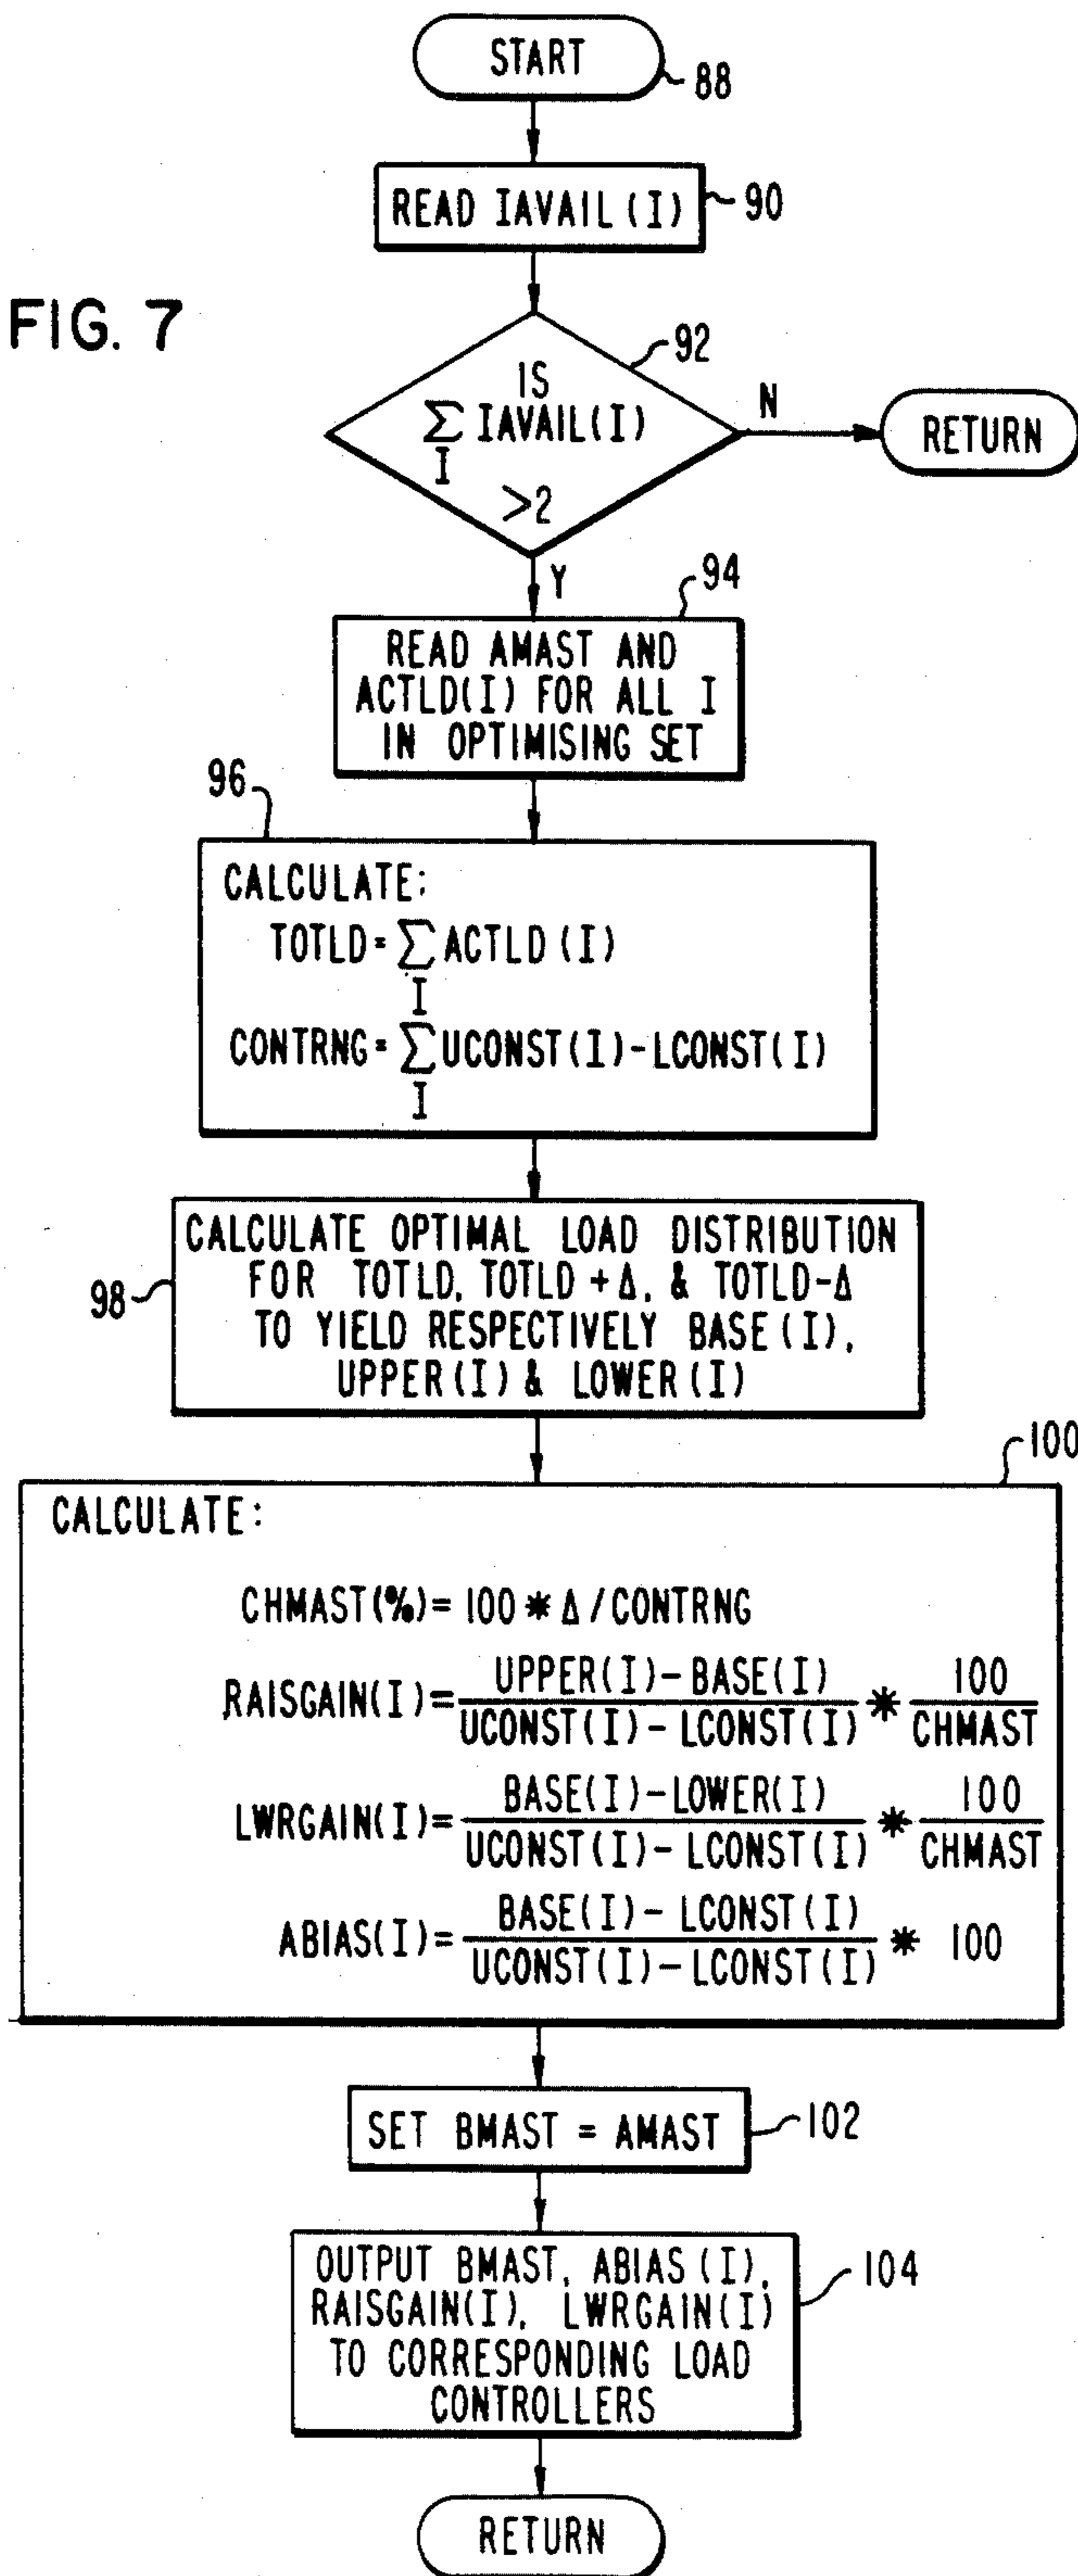 START
88
READ IAVAIL (I)
90
FIG. 7
92
IS
∑ IAVAIL(I)
I
>2
N
RETURN
Y
94
READ AMAST AND
ACTLD(I) FOR ALL I
IN OPTIMISING SET
96
CALCULATE:
TOTLD = ∑ ACTLD (I)
I
CONTRNG = ∑ UCONST(I) - LCONST(I)
I
98
CALCULATE OPTIMAL LOAD DISTRIBUTION
FOR TOTLD, TOTLD + Δ, & TOTLD - Δ
TO YIELD RESPECTIVELY BASE (I),
UPPER (I) & LOWER (I)
100
CALCULATE:
CHMAST(%) = 100 * Δ / CONTRNG
UPPER(I) - BASE(I) 100
RAISGAIN(I) = *
UCONST(I) - LCONST(I) CHMAST
BASE(I) - LOWER(I) 100
LWRGAIN(I) = *
UCONST(I) - LCONST(I) CHMAST
BASE(I) - LCONST(I)
ABIAS(I) = * 100
UCONST(I) - LCONST(I)
SET BMAST = AMAST
102
OUTPUT BMAST, ABIAS (I),
RAISGAIN(I), LWRGAIN(I)
TO CORRESPONDING LOAD
CONTROLLERS
104
RETURN